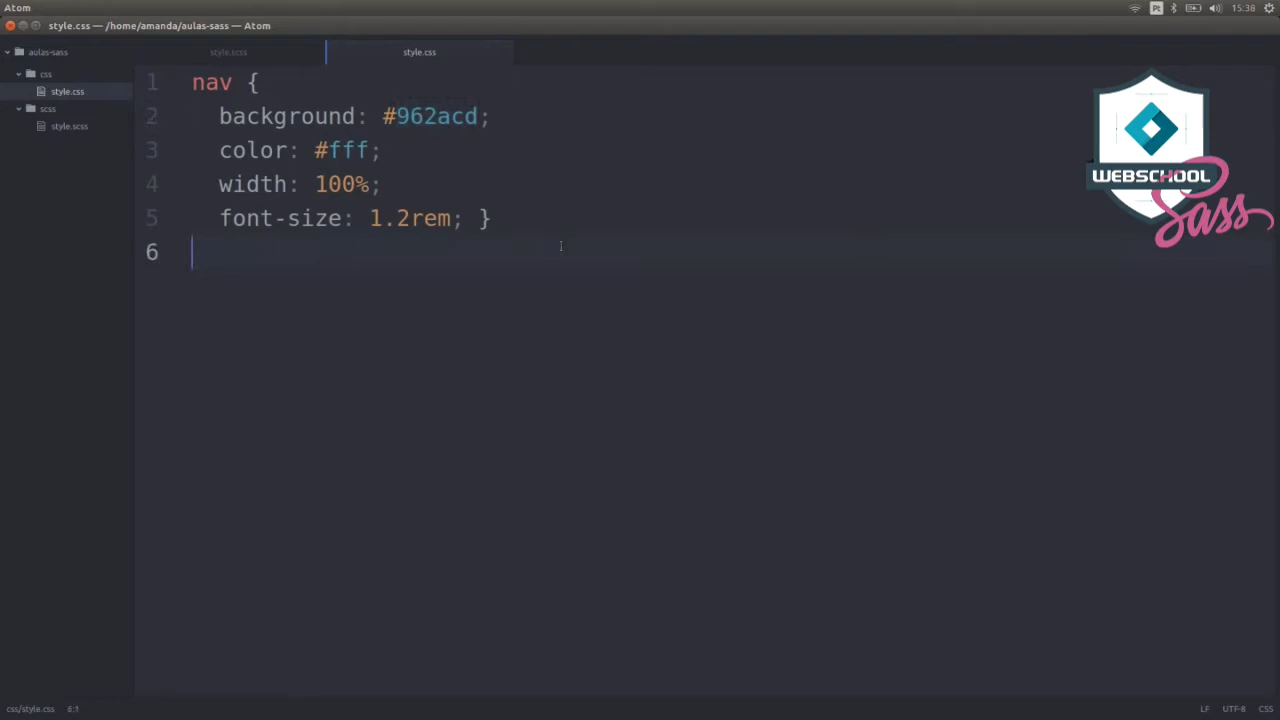 Atom
Pt
15:38
style.css — /home/amanda/aulas-sass — Atom
aulas-sass
css
style.css
scss
style.scss
style.scss
style.css
1 nav {
2 background: #962acd;
3 color: #fff;
4 width: 100%;
5 font-size: 1.2rem; }
6
WEBSCHOOL
Sass
css/style.css 6:1
LF UTF-8 CSS